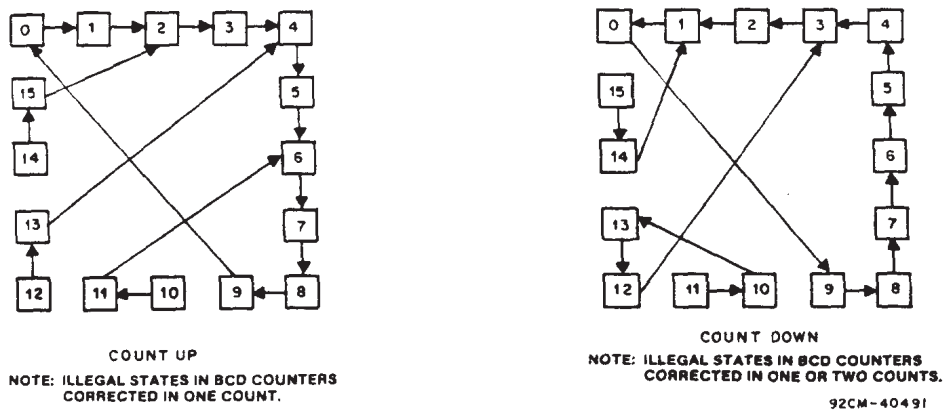 0 1 2 3 4
15 5
14 6
13 7
12 11 10 9 8
COUNT UP
NOTE: ILLEGAL STATES IN BCD COUNTERS
CORRECTED IN ONE COUNT.
0 1 2 3 4
15 5
14 6
13 7
12 11 10 9 8
COUNT DOWN
NOTE: ILLEGAL STATES IN BCD COUNTERS
CORRECTED IN ONE OR TWO COUNTS.
92CM-40491